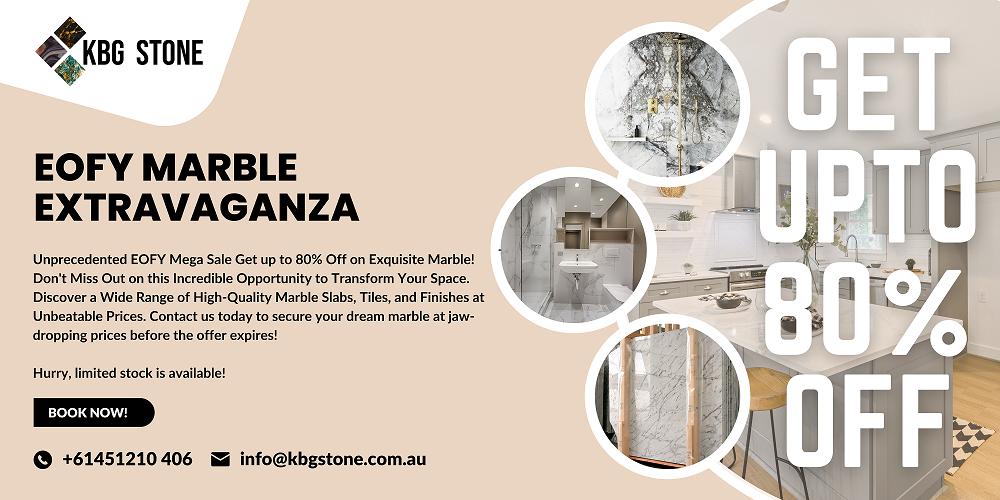 KBG STONE
EOFY MARBLE
EXTRAVAGANZA
Unprecedented EOFY Mega Sale Get up to 80% Off on Exquisite Marble!
Don't Miss Out on this Incredible Opportunity to Transform Your Space.
Discover a Wide Range of High-Quality Marble Slabs, Tiles, and Finishes at
Unbeatable Prices. Contact us today to secure your dream marble at jaw-
dropping prices before the offer expires!
Hurry, limited stock is available!
BOOK NOW!
+61451210 406 info@kbgstone.com.au
GET
UPTO
80%
OFF